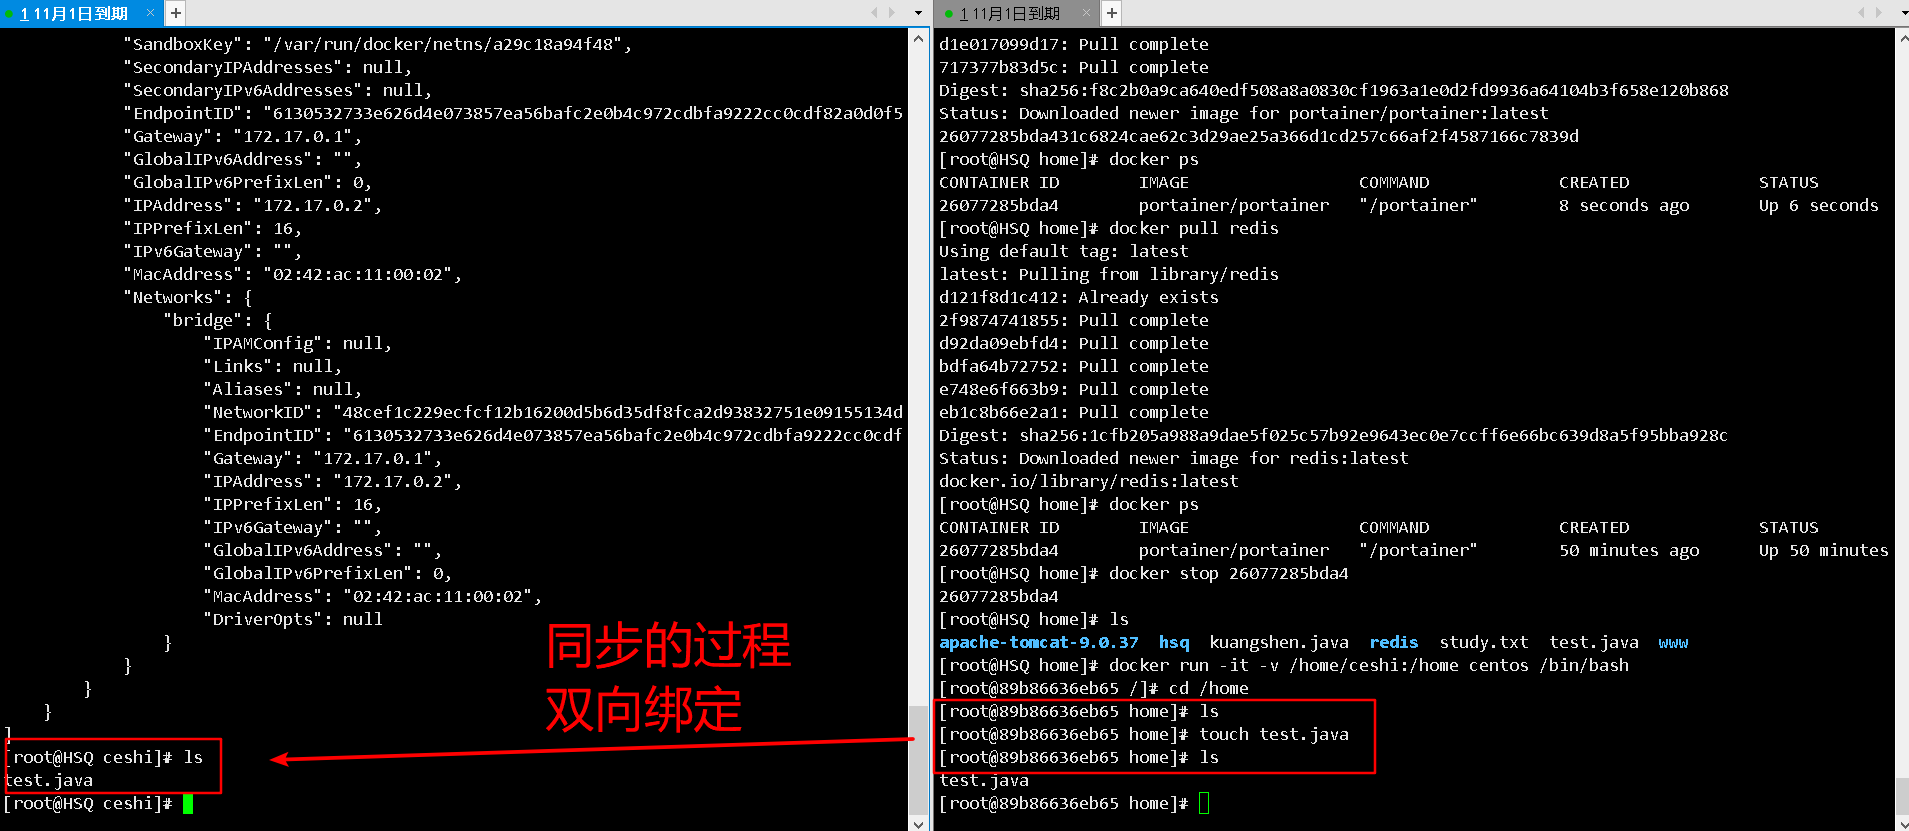 1 11月1日到期 × +
"SandboxKey": "/var/run/docker/netns/a29c18a94f48",
"SecondaryIPAddresses": null,
"SecondaryIPv6Addresses": null,
"EndpointID": "6130532733e626d4e073857ea56bafc2e0b4c972cdbfa9222cc0cdf82a0d0f5
"Gateway": "172.17.0.1",
"GlobalIPv6Address": "",
"GlobalIPv6PrefixLen": 0,
"IPAddress": "172.17.0.2",
"IPPrefixLen": 16,
"IPv6Gateway": "",
"MacAddress": "02:42:ac:11:00:02",
"Networks": {
"bridge": {
"IPAMConfig": null,
"Links": null,
"Aliases": null,
"NetworkID": "48cef1c229ecfcf12b16200d5b6d35df8fca2d93832751e09155134d
"EndpointID": "6130532733e626d4e073857ea56bafc2e0b4c972cdbfa9222cc0cdf
"Gateway": "172.17.0.1",
"IPAddress": "172.17.0.2",
"IPPrefixLen": 16,
"IPv6Gateway": "",
"GlobalIPv6Address": "",
"GlobalIPv6PrefixLen": 0,
"MacAddress": "02:42:ac:11:00:02",
"DriverOpts": null
}
}
}
}
]
[root@HSQ ceshi]# ls
test.java
[root@HSQ ceshi]#
同步的过程
双向绑定
1 11月1日到期 × +
d1e017099d17: Pull complete
717377b83d5c: Pull complete
Digest: sha256:f8c2b0a9ca640edf508a8a0830cf1963a1e0d2fd9936a64104b3f658e120b868
Status: Downloaded newer image for portainer/portainer:latest
26077285bda431c6824cae62c3d29ae25a366d1cd257c66af2f4587166c7839d
[root@HSQ home]# docker ps
CONTAINER ID IMAGE COMMAND CREATED STATUS
26077285bda4 portainer/portainer "/portainer" 8 seconds ago Up 6 seconds
[root@HSQ home]# docker pull redis
Using default tag: latest
latest: Pulling from library/redis
d121f8d1c412: Already exists
2f9874741855: Pull complete
d92da09ebfd4: Pull complete
bdfa64b72752: Pull complete
e748e6f663b9: Pull complete
eb1c8b66e2a1: Pull complete
Digest: sha256:1cfb205a988a9dae5f025c57b92e9643ec0e7ccff6e66bc639d8a5f95bba928c
Status: Downloaded newer image for redis:latest
docker.io/library/redis:latest
[root@HSQ home]# docker ps
CONTAINER ID IMAGE COMMAND CREATED STATUS
26077285bda4 portainer/portainer "/portainer" 50 minutes ago Up 50 minutes
[root@HSQ home]# docker stop 26077285bda4
26077285bda4
[root@HSQ home]# ls
apache-tomcat-9.0.37 hsq kuangshen.java redis study.txt test.java www
[root@HSQ home]# docker run -it -v /home/ceshi:/home centos /bin/bash
[root@89b86636eb65 /]# cd /home
[root@89b86636eb65 home]# ls
[root@89b86636eb65 home]# touch test.java
[root@89b86636eb65 home]# ls
test.java
[root@89b86636eb65 home]#